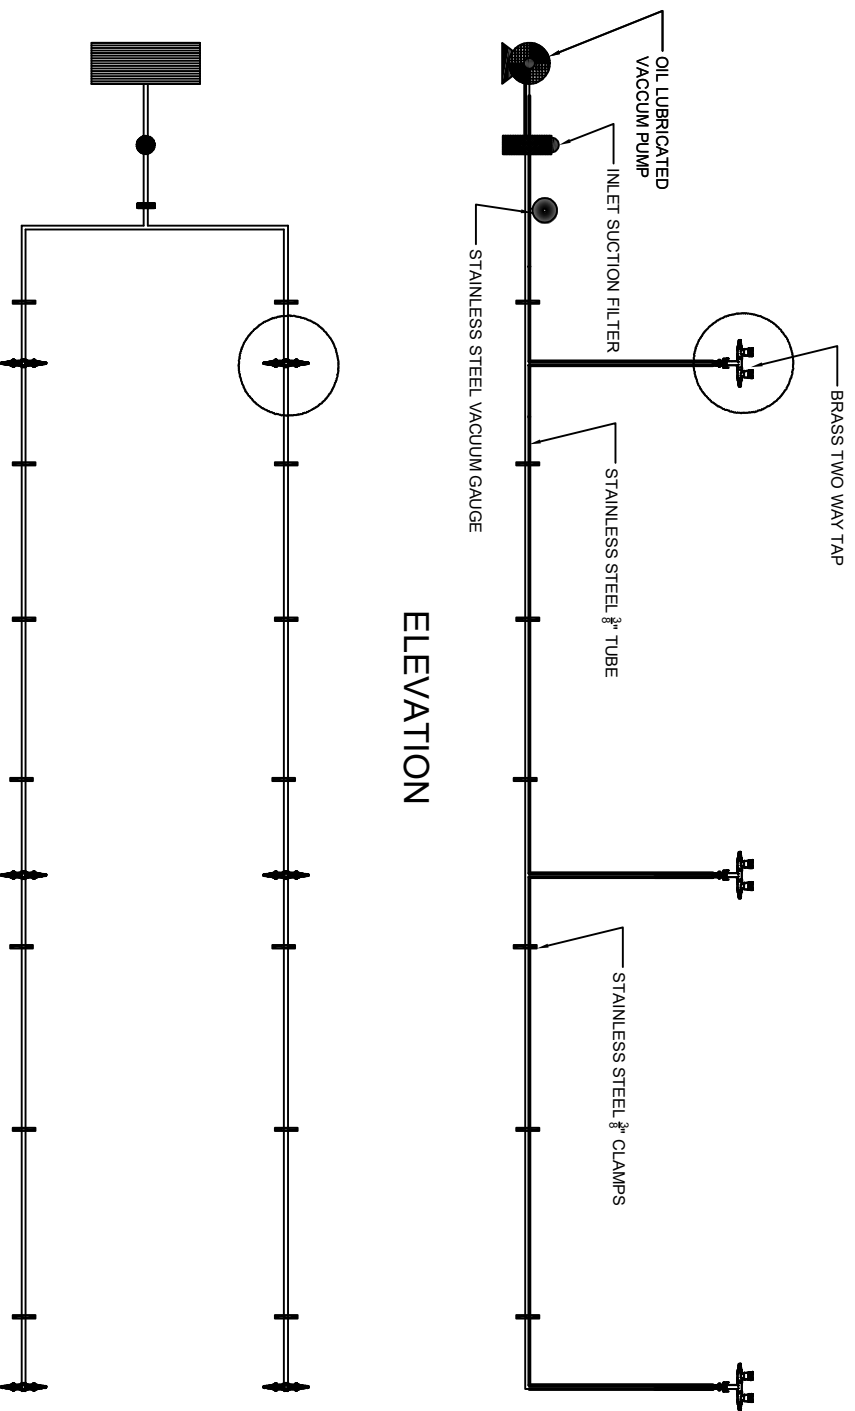 OIL LUBRICATED
VACCUM PUMP
INLET SUCTION FILTER
STAINLESS STEEL VACUUM GAUGE
BRASS TWO WAY TAP
STAINLESS STEEL 3/8" TUBE
STAINLESS STEEL 3/8" CLAMPS
ELEVATION